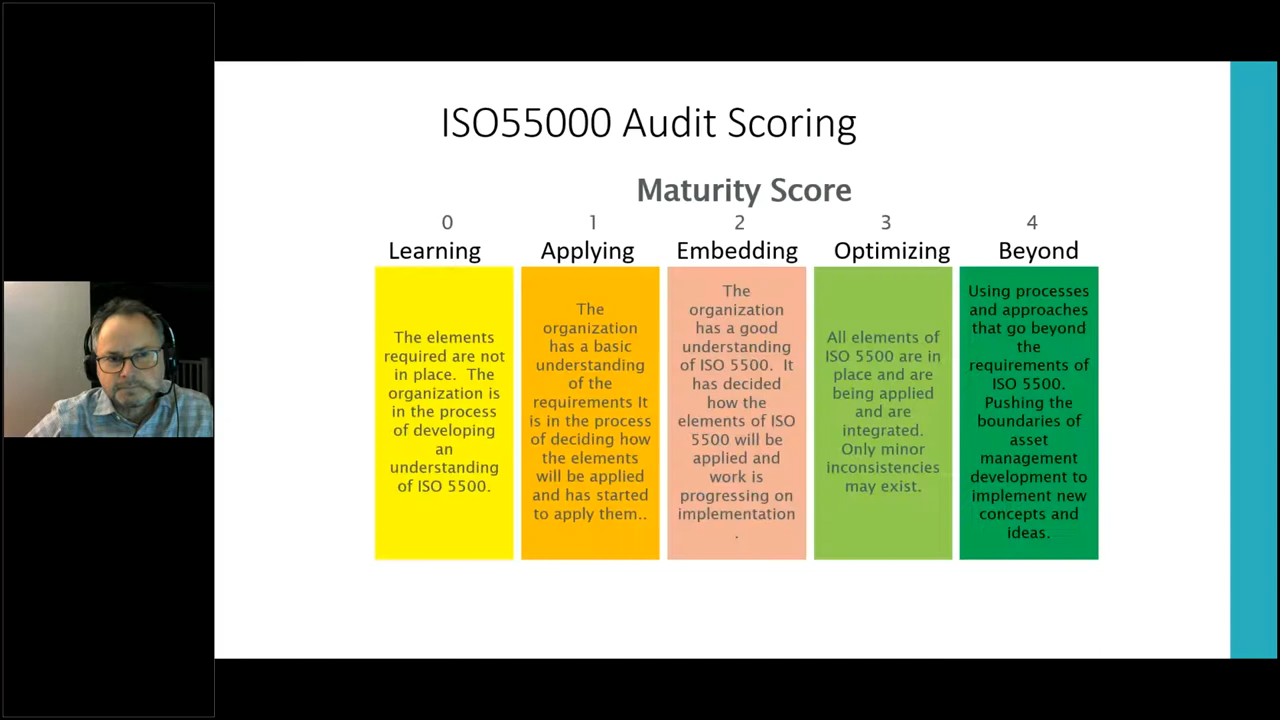 ISO55000 Audit Scoring
Maturity Score
0
Learning
The elements
required are not
in place. The
organization is
in the process
of developing
an
understanding
of ISO 5500.
1
Applying
The
organization
has a basic
understanding
of the
requirements It
is in the process
of deciding how
the elements
will be applied
and has started
to apply them..
2
Embedding
The
organization
has a good
understanding
of ISO 5500. It
has decided
how the
elements of ISO
5500 will be
applied and
work is
progressing on
implementation
.
3
Optimizing
All elements of
ISO 5500 are in
place and are
being applied
and are
integrated.
Only minor
inconsistencies
may exist.
4
Beyond
Using processes
and approaches
that go beyond
the
requirements of
ISO 5500.
Pushing the
boundaries of
asset
management
development to
implement new
concepts and
ideas.